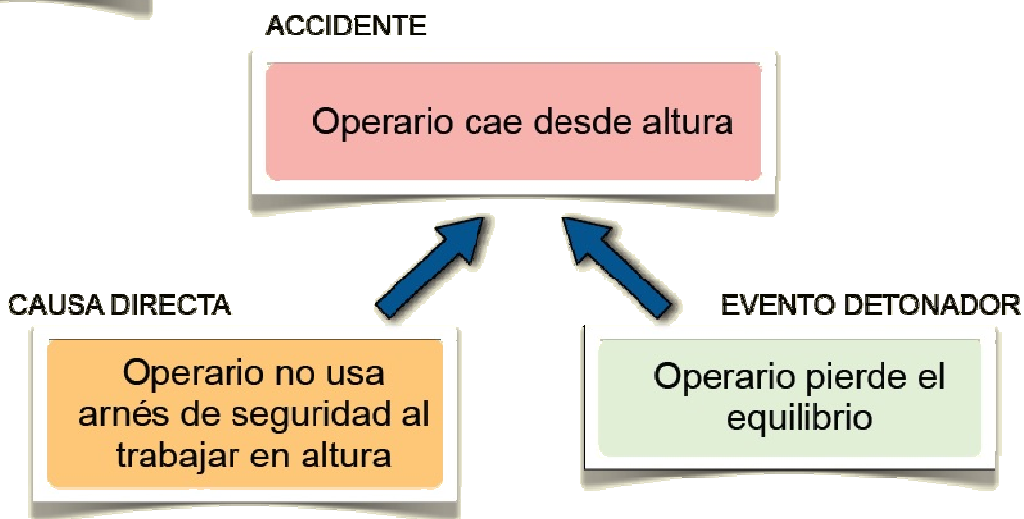 ACCIDENTE
Operario cae desde altura
CAUSA DIRECTA
Operario no usa
arnés de seguridad al
trabajar en altura
EVENTO DETONADOR
Operario pierde el
equilibrio